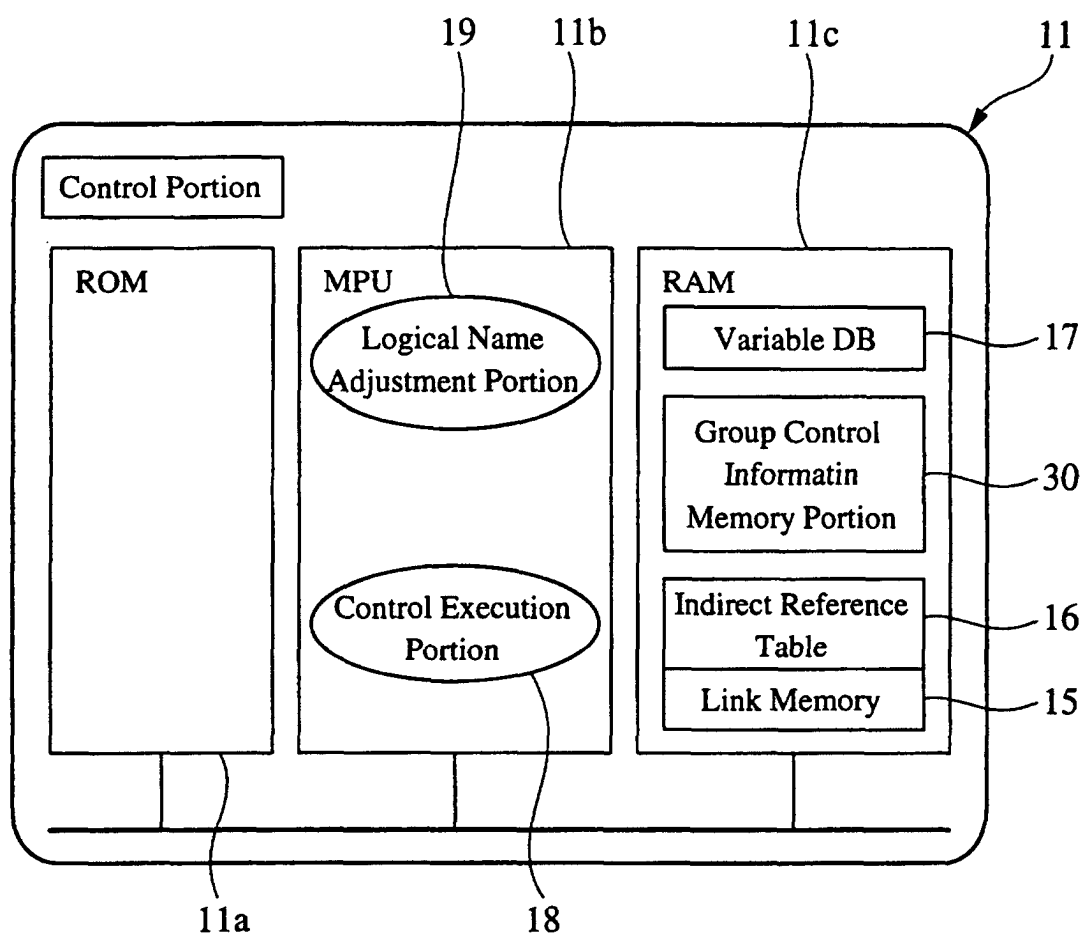 19
11b
11c
11
Control Portion
ROM
MPU
RAM
Logical Name
Adjustment Portion
Variable DB
17
Group Control
Informatin
Memory Portion
30
Control Execution
Portion
Indirect Reference
Table
16
Link Memory
15
11a
18